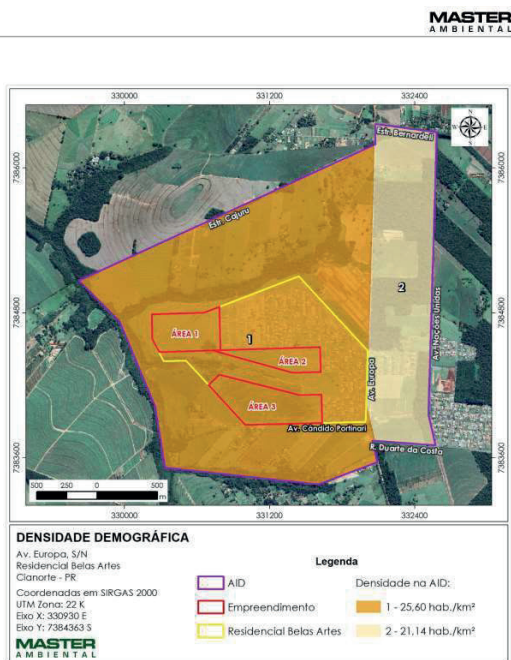 MASTER
AMBIENTAL
330000 331200 332400
Estr. Bernardelli
N
W E
S
7386000 7386000
Estr. Cajuru
2
7384800 7384800
ÁREA 1
1
Av. Nações Unidas
ÁREA 2
Av. Europa
ÁREA 3
Av. Cândido Portinari
R. Duarte da Costa
7383600 7383600
500 250 0 500
m
330000 331200 332400
DENSIDADE DEMOGRÁFICA
Av. Europa, S/N
Residencial Belas Artes
Cianorte - PR
Coordenadas em SIRGAS 2000
UTM Zona: 22 K
Eixo X: 330930 E
Eixo Y: 7384363 S
MASTER
AMBIENTAL
Legenda
AID
Empreendimento
Residencial Belas Artes
Densidade na AID:
1 - 25,60 hab./km²
2 - 21,14 hab./km²